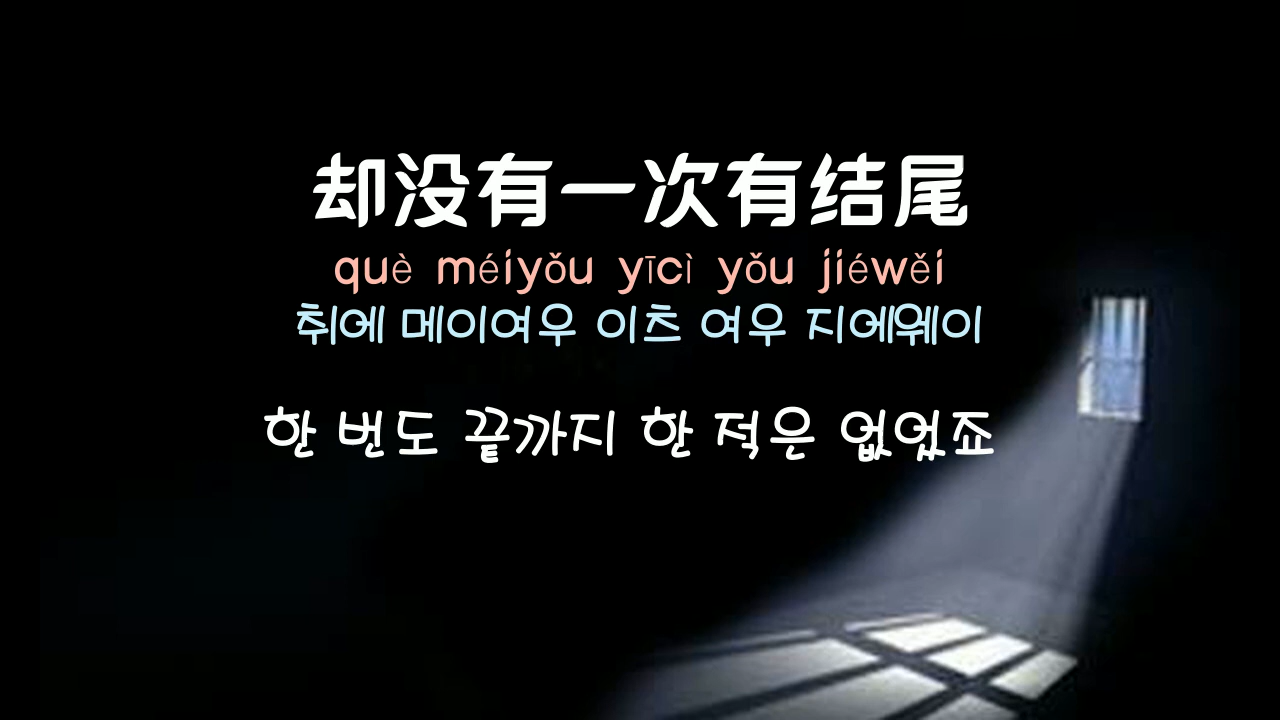 却没有一次有结尾
què méiyǒu yīcì yǒu jiéwěi
취에 메이여우 이츠 여우 지에웨이
한 번도 끝까지 한 적은 없었죠